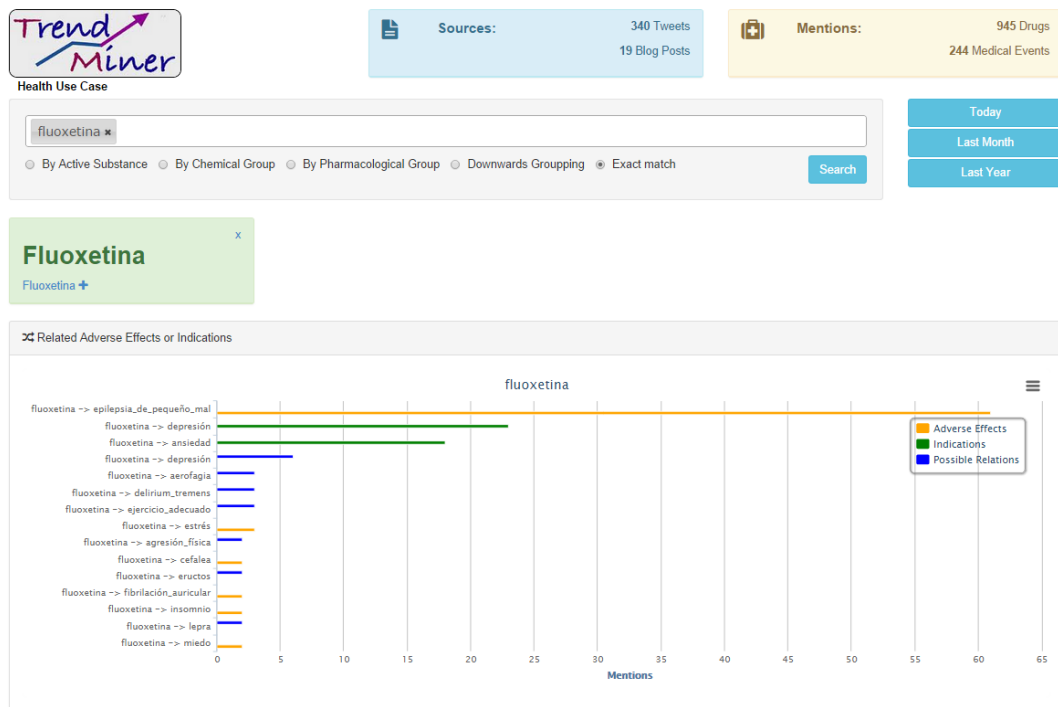 Trend
Miner
Health Use Case
Sources:
340 Tweets
19 Blog Posts
Mentions:
945 Drugs
244 Medical Events
fluoxetina ×
By Active Substance By Chemical Group By Pharmacological Group Downwards Groupping Exact match
Search
Today
Last Month
Last Year
x
Fluoxetina
Fluoxetina +
Related Adverse Effects or Indications
fluoxetina
fluoxetina -> epilepsia_de_pequeño_mal
fluoxetina -> depresión
fluoxetina -> ansiedad
fluoxetina -> depresión
fluoxetina -> aerofagia
fluoxetina -> delirium_tremens
fluoxetina -> ejercicio_adecuado
fluoxetina -> estrés
fluoxetina -> agresión_física
fluoxetina -> cefalea
fluoxetina -> eructos
fluoxetina -> fibrilación_auricular
fluoxetina -> insomnio
fluoxetina -> lepra
fluoxetina -> miedo
Adverse Effects
Indications
Possible Relations
0 5 10 15 20 25 30 35 40 45 50 55 60 65
Mentions